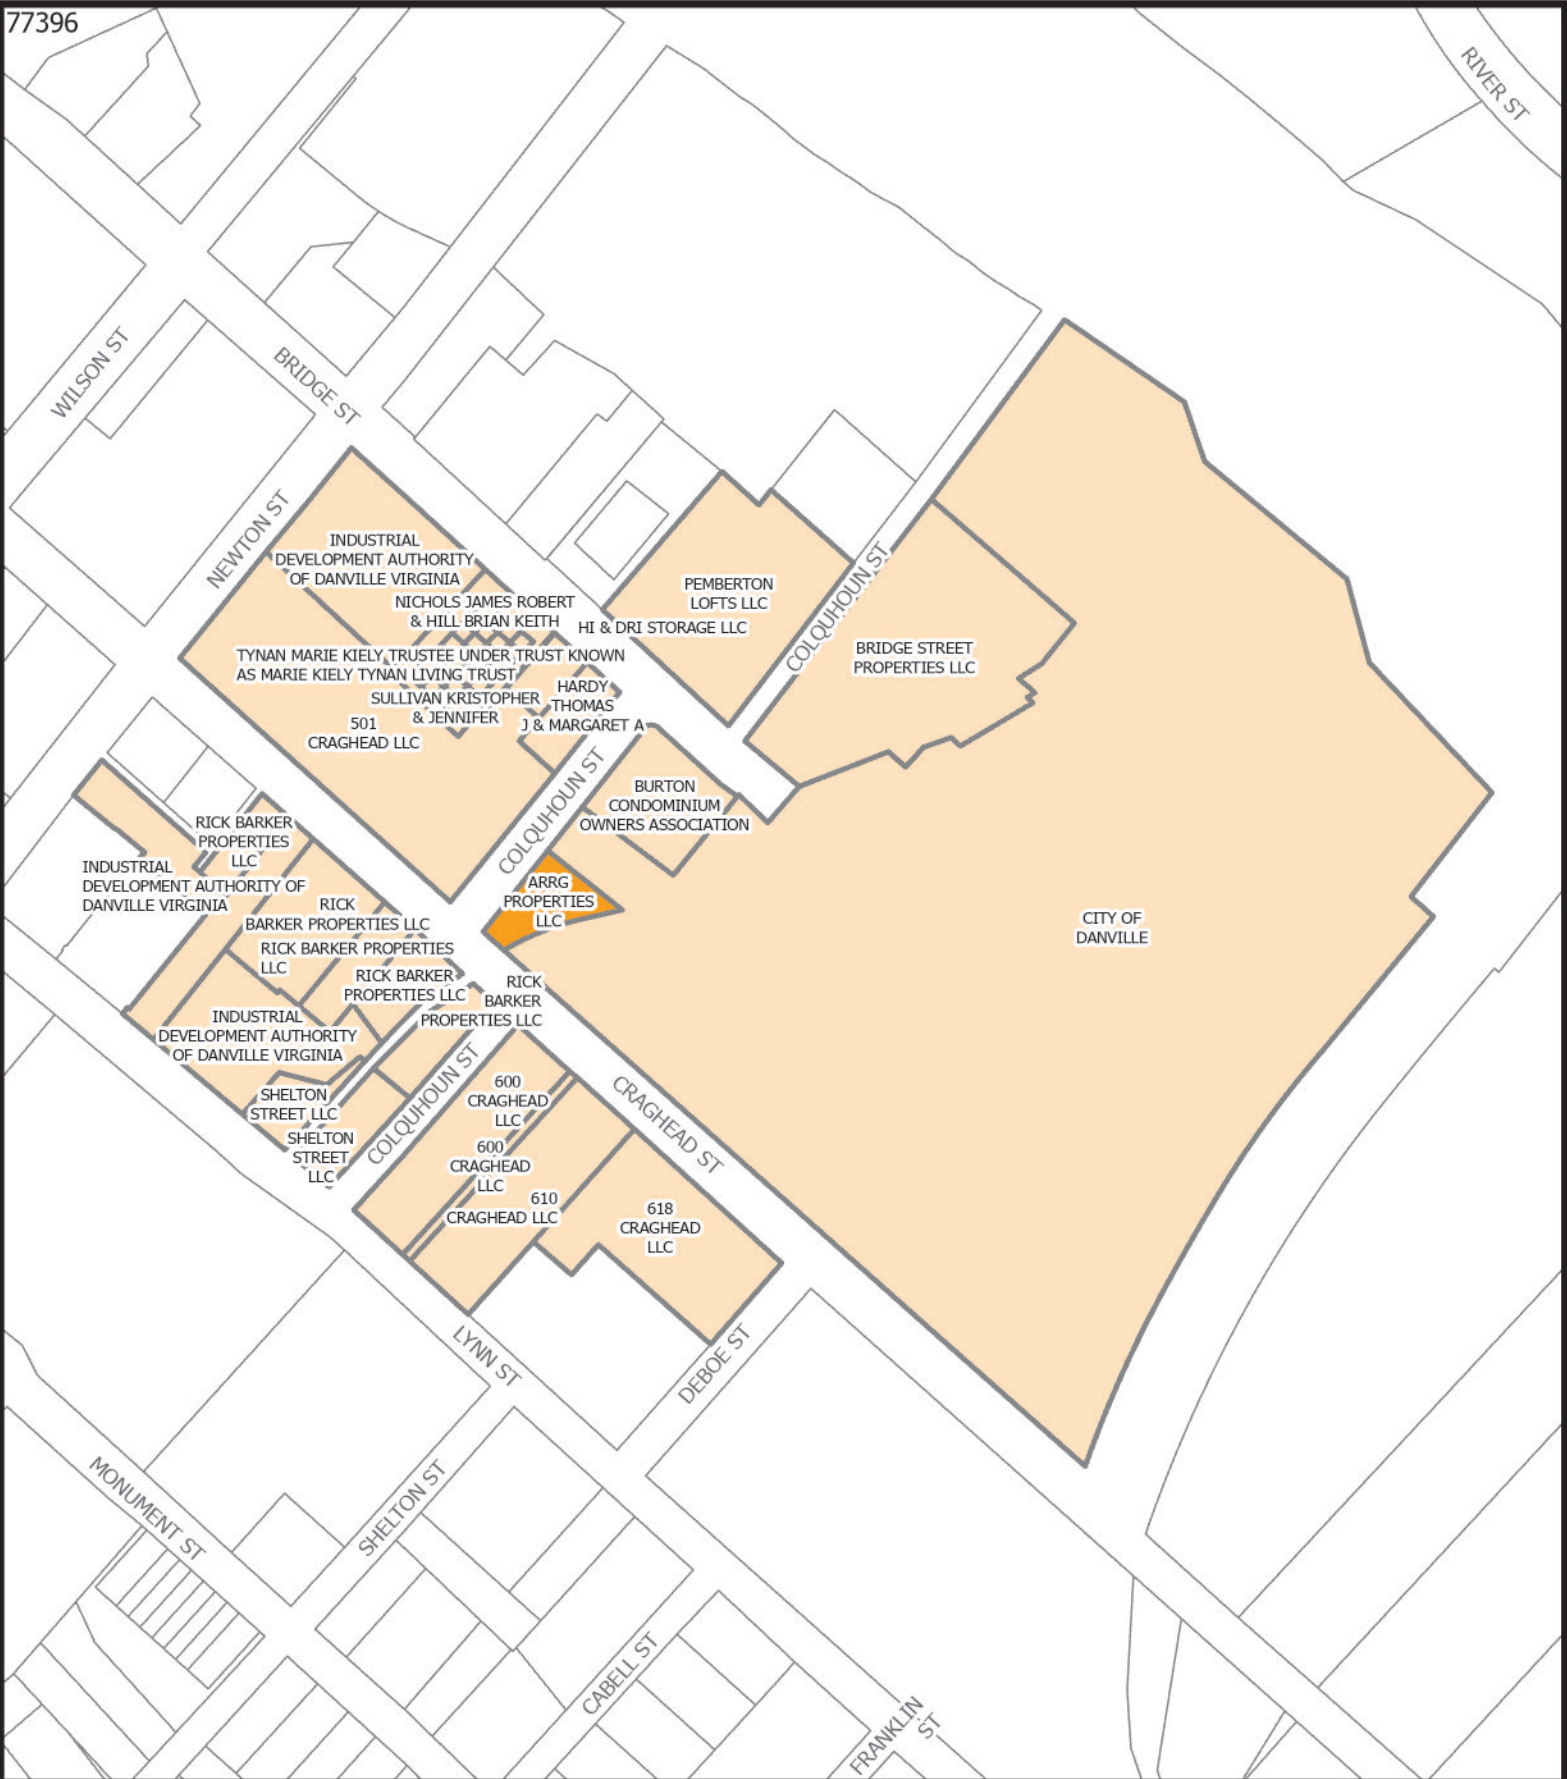 77396
RIVER ST
WILSON ST
BRIDGE ST
NEWTON ST
INDUSTRIAL
DEVELOPMENT AUTHORITY
OF DANVILLE VIRGINIA
NICHOLS JAMES ROBERT
& HILL BRIAN KEITH
PEMBERTON
LOFTS LLC
HI & DRI STORAGE LLC
COLQUHOUN ST
BRIDGE STREET
PROPERTIES LLC
TYNAN MARIE KIELY TRUSTEE UNDER TRUST KNOWN
AS MARIE KIELY TYNAN LIVING TRUST
SULLIVAN KRISTOPHER
& JENNIFER
HARDY
THOMAS
J & MARGARET A
501
CRAGHEAD LLC
COLQUHOUN ST
BURTON
CONDOMINIUM
OWNERS ASSOCIATION
RICK BARKER
PROPERTIES
LLC
INDUSTRIAL
DEVELOPMENT AUTHORITY OF
DANVILLE VIRGINIA
ARRG
PROPERTIES
LLC
RICK
BARKER PROPERTIES LLC
CITY OF
DANVILLE
RICK BARKER PROPERTIES
LLC
RICK BARKER
PROPERTIES LLC
RICK
BARKER
PROPERTIES LLC
INDUSTRIAL
DEVELOPMENT AUTHORITY
OF DANVILLE VIRGINIA
SHELTON
STREET LLC
SHELTON
STREET
LLC
COLQUHOUN ST
600
CRAGHEAD
LLC
600
CRAGHEAD
LLC
CRAGHEAD ST
610
CRAGHEAD LLC
618
CRAGHEAD
LLC
LYNN ST
DEBOE ST
MONUMENT ST
SHELTON ST
CABELL ST
FRANKLIN
ST